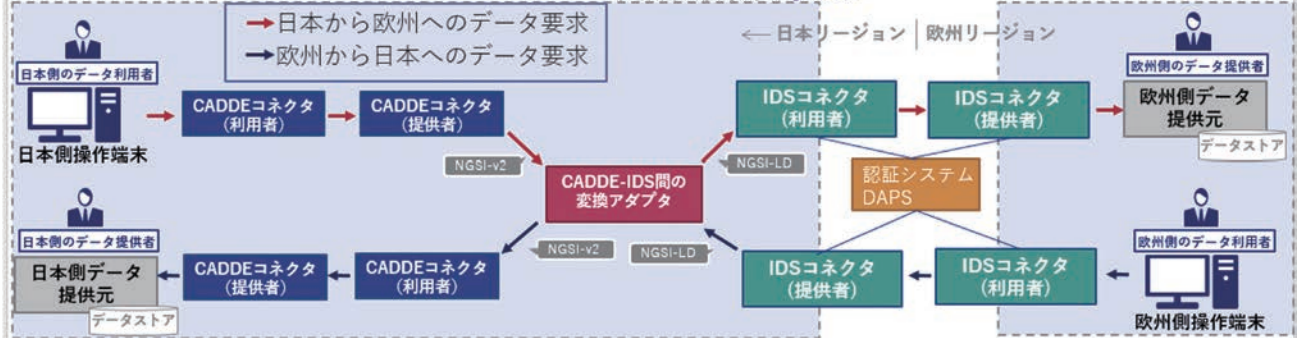 日本から欧州へのデータ要求
欧州から日本へのデータ要求
← 日本リージョン | 欧州リージョン
日本側のデータ利用者
日本側操作端末
CADDEコネクタ
(利用者)
CADDEコネクタ
(提供者)
NGSI-v2
CADDE-IDS間の
変換アダプタ
NGSI-LD
IDSコネクタ
(利用者)
IDSコネクタ
(提供者)
欧州側のデータ提供者
欧州側データ
提供元
データストア
認証システム
DAPS
日本側のデータ提供者
日本側データ
提供元
データストア
CADDEコネクタ
(提供者)
CADDEコネクタ
(利用者)
NGSI-v2
NGSI-LD
IDSコネクタ
(提供者)
IDSコネクタ
(利用者)
欧州側のデータ利用者
欧州側操作端末